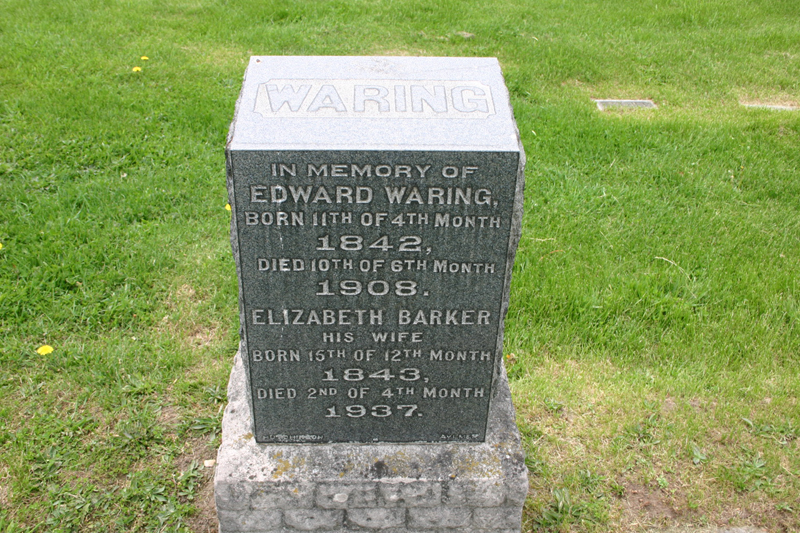 WARING
IN MEMORY OF
EDWARD WARING,
BORN 11TH OF 4TH MONTH
1842,
DIED 10TH OF 6TH MONTH
1908.
ELIZABETH BARKER
HIS WIFE
BORN 15TH OF 12TH MONTH
1843,
DIED 2ND OF 4TH MONTH
1937.